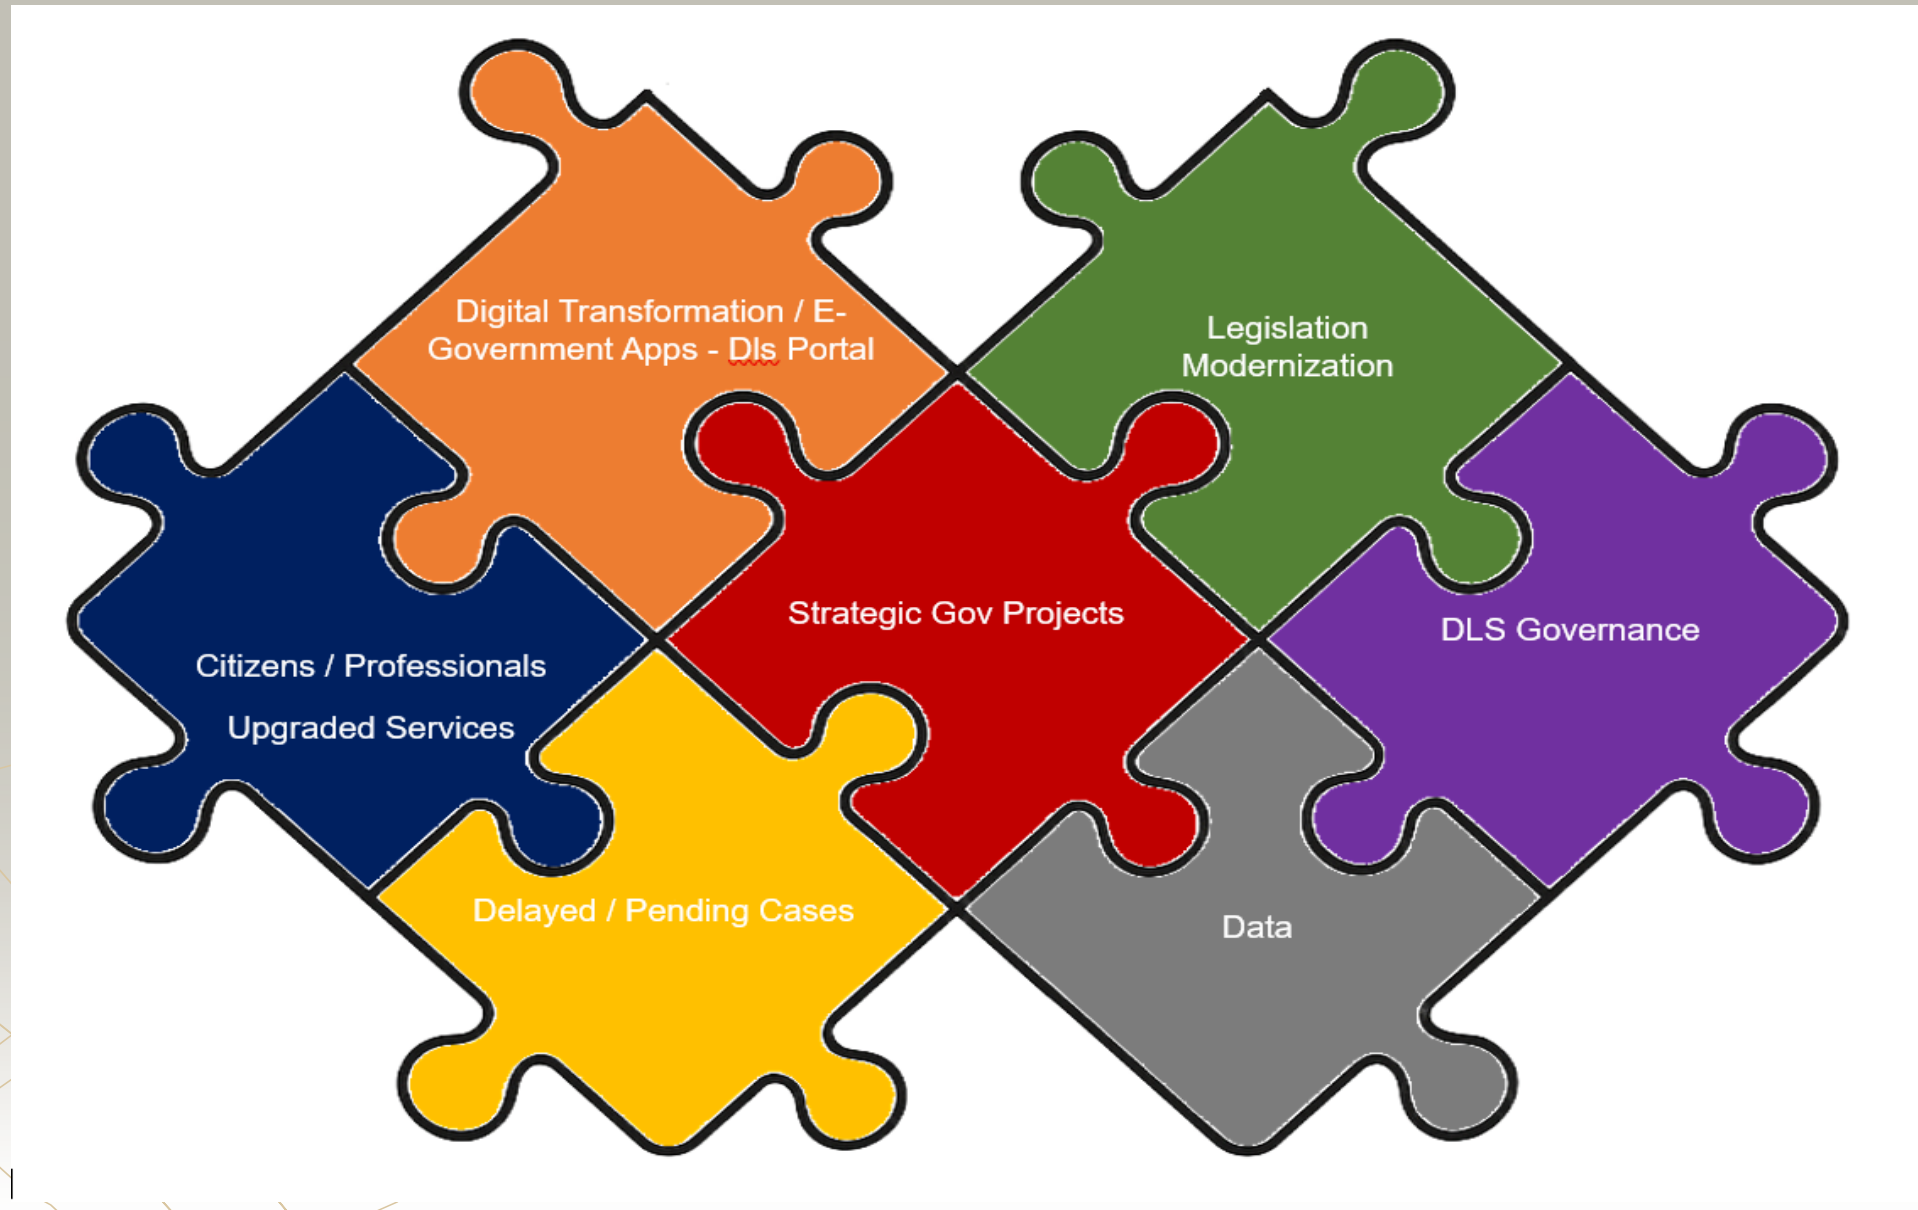 Digital Transformation / E-
Government Apps - Dls Portal
Legislation
Modernization
Strategic Gov Projects
DLS Governance
Citizens / Professionals
Upgraded Services
Delayed / Pending Cases
Data